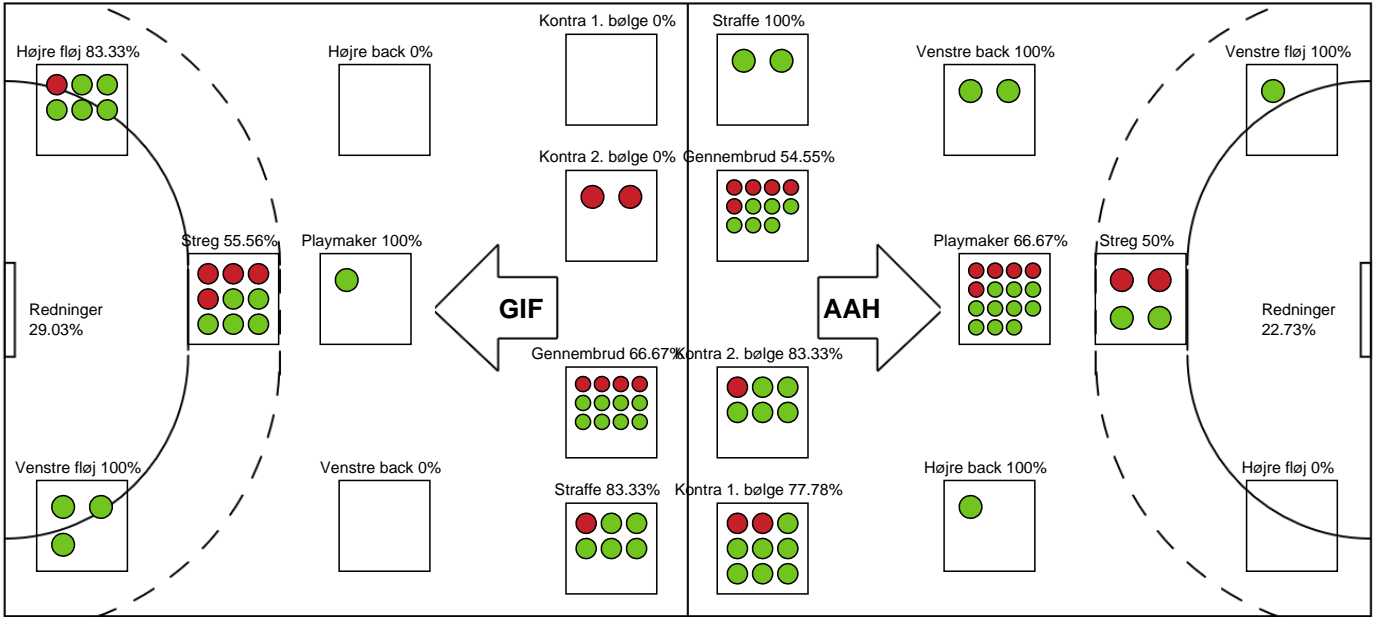 Kontra 1. bølge 0%
Straffe 100%
Højre fløj 83.33%
Højre back 0%
Venstre back 100%
Venstre fløj 100%
Kontra 2. bølge 0%
Gennembrud 54.55%
Streg 55.56%
Playmaker 100%
Playmaker 66.67%
Streg 50%
Redninger
29.03%
GIF
AAH
Redninger
22.73%
Gennembrud 66.67%
Kontra 2. bølge 83.33%
Venstre fløj 100%
Venstre back 0%
Højre back 100%
Højre fløj 0%
Straffe 83.33%
Kontra 1. bølge 77.78%